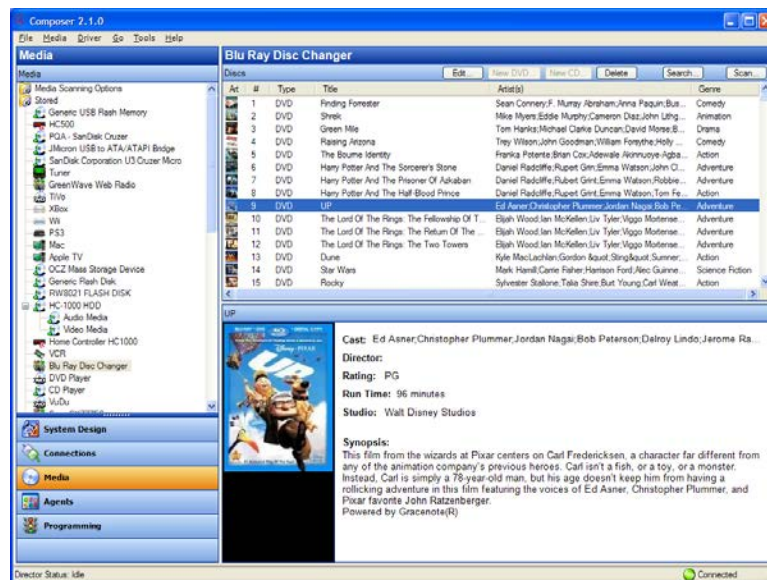 Composer 2.1.0
File Media Driver Go Tools Help
Media
Media
Media Scanning Options
Stored
Generic USB Flash Memory
HC500
PQA - SanDisk Cruzer
JMicron USB to ATA/ATAPI Bridge
SanDisk Corporation U3 Cruzer Micro
Tuner
GreenWave Web Radio
TiVo
XBox
Wii
PS3
Mac
Apple TV
OCZ Mass Storage Device
Generic Flash Disk
RW8021 FLASH DISK
HC-1000 HDD
Audio Media
Video Media
Home Controller HC1000
VCR
Blu Ray Disc Changer
DVD Player
CD Player
VuDu
System Design
Connections
Media
Agents
Programming
Blu Ray Disc Changer
Discs Edit... New DVD... New CD... Delete Search... Scan...
Art # Type Title Artist(s) Genre
1 DVD Finding Forester Sean Connery;F. Murray Abraham;Anna Paquin;Bus... Comedy
2 DVD Shrek Mike Myers;Eddie Murphy;Cameron Diaz;John Lithg... Animation
3 DVD Green Mile Tom Hanks;Michael Clarke Duncan;David Morse;B... Drama
4 DVD Raising Arizona Trey Wilson;John Goodman;William Forsythe;Holly ... Comedy
5 DVD The Bourne Identity Franka Potente;Brian Cox;Adewale Akinnuoye-Agba... Action
6 DVD Harry Potter And The Sorcerer's Stone Daniel Radcliffe;Rupert Grint;Emma Watson;John Cl... Adventure
7 DVD Harry Potter And The Prisoner Of Azkaban Daniel Radcliffe;Rupert Grint;Emma Watson;Robbie... Adventure
8 DVD Harry Potter And The Half-Blood Prince Daniel Radcliffe;Rupert Grint;Emma Watson;Tom Fe... Action
9 DVD UP Ed Asner;Christopher Plummer;Jordan Nagai;Bob Pe... Adventure
10 DVD The Lord Of The Rings: The Fellowship Of T... Elijah Wood;Ian McKellen;Liv Tyler;Viggo Mortense... Adventure
11 DVD The Lord Of The Rings: The Return Of The ... Elijah Wood;Ian McKellen;Liv Tyler;Viggo Mortense... Adventure
12 DVD The Lord Of The Rings: The Two Towers Elijah Wood;Ian McKellen;Liv Tyler;Viggo Mortense... Adventure
13 DVD Dune Kyle MacLachlan;Gordon &quot;Sting&quot;Sumner;... Action
14 DVD Star Wars Mark Hamill;Carrie Fisher;Harrison Ford;Alec Guinne... Science Fiction
15 DVD Rocky Sylvester Stallone;Talia Shire;Burt Young;Carl Weat... Action
UP
Disney PIXAR
UP
Cast: Ed Asner;Christopher Plummer;Jordan Nagai;Bob Peterson;Delroy Lindo;Jerome Ra...
Director:
Rating: PG
Run Time: 96 minutes
Studio: Walt Disney Studios
Synopsis:
This film from the wizards at Pixar centers on Carl Fredericksen, a character far different from
any of the animation company's previous heroes. Carl isn't a fish, or a toy, or a monster.
Instead, Carl is simply a 78-year-old man, but his age doesn't keep him from having a
rollicking adventure in this film featuring the voices of Ed Asner, Christopher Plummer, and
Pixar favorite John Ratzenberger.
Powered by Gracenote(R)
Director Status: Idle Connected